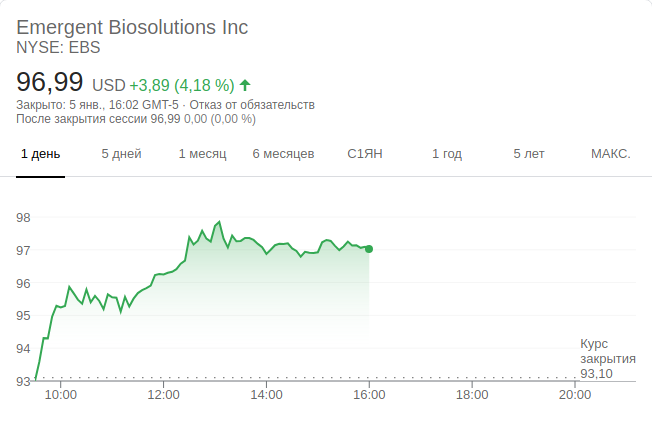 Emergent Biosolutions Inc
NYSE: EBS
96,99 USD +3,89 (4,18 %)
Закрыто: 5 янв., 16:02 GMT-5 · Отказ от обязательств
После закрытия сессии 96,99 0,00 (0,00 %)
1 день 5 дней 1 месяц 6 месяцев С1ЯН 1 год 5 лет МАКС.
98
97
96
95
94
Курс
закрытия
93,10
93
10:00 12:00 14:00 16:00 18:00 20:00